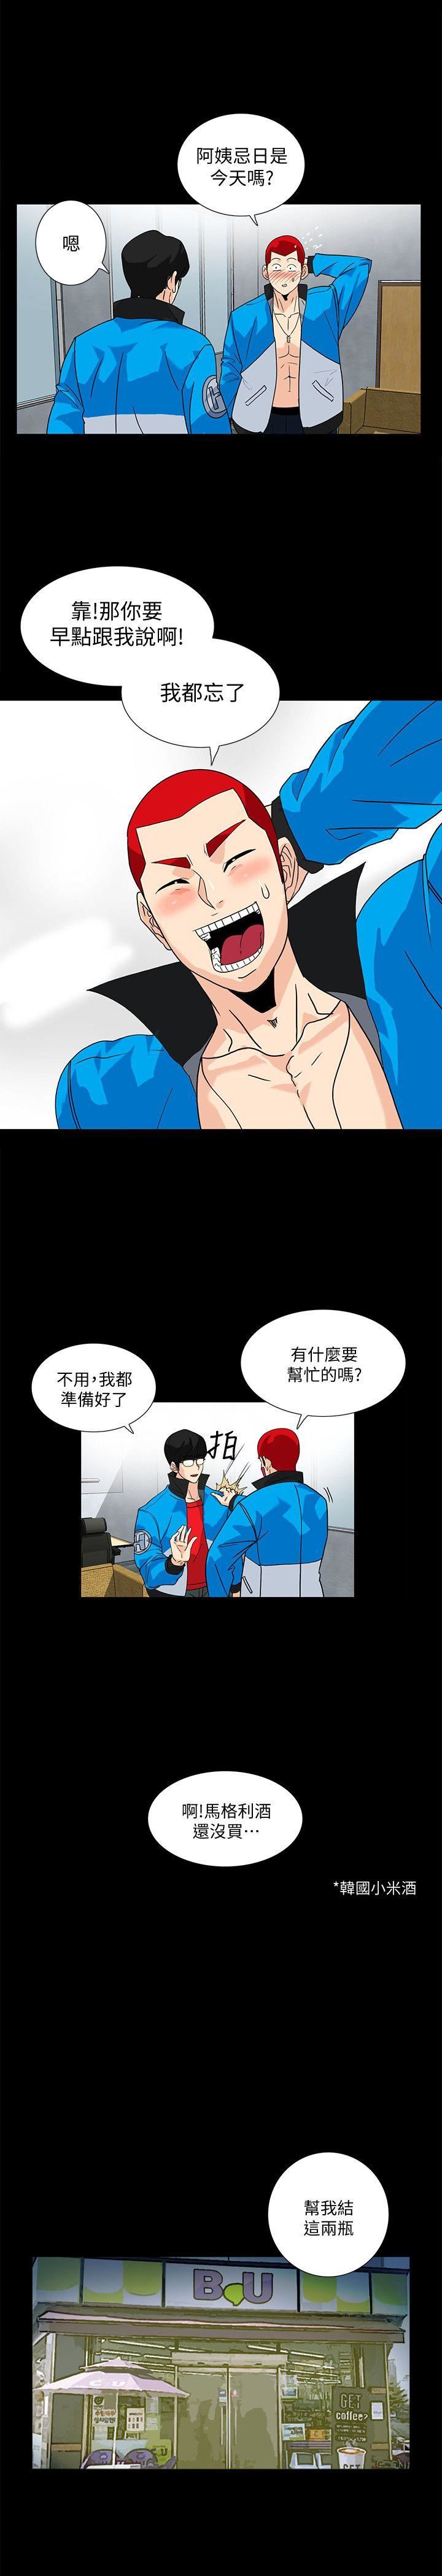 阿姨忌日是
今天嗎?
嗯
靠!那你要
早點跟我說啊!
我都忘了
有什麼要
幫忙的嗎?
不用,我都
準備好了
拍
啊!馬格利酒
還沒買⋯
*韓國小米酒
幫我結
這兩瓶
B,U
GET
coffee?
GET